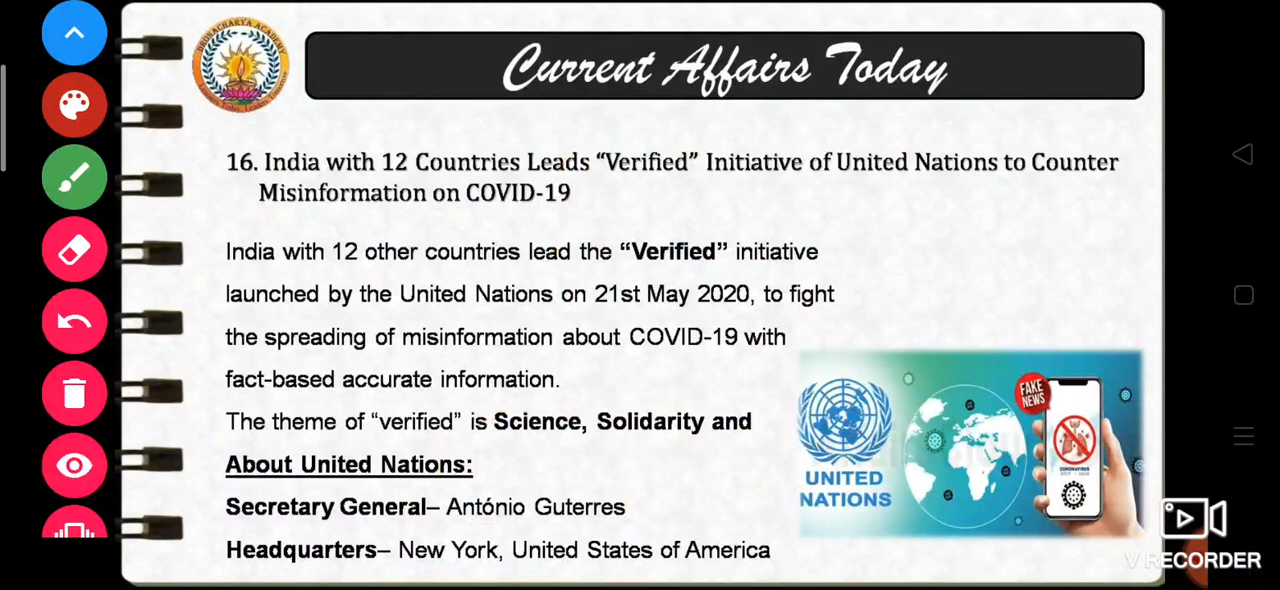 DRONACHARYA ACADEMY
Current Affairs Today
16. India with 12 Countries Leads “Verified” Initiative of United Nations to Counter
Misinformation on COVID-19
India with 12 other countries lead the “Verified” initiative
launched by the United Nations on 21st May 2020, to fight
the spreading of misinformation about COVID-19 with
fact-based accurate information.
The theme of “verified” is Science, Solidarity and
About United Nations:
Secretary General– António Guterres
Headquarters– New York, United States of America
UNITED
NATIONS
FAKE
NEWS
CORONAVIRUS
V RECORDER